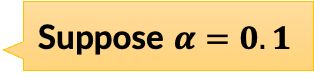 Suppose 𝜶 = 𝟎. 𝟏